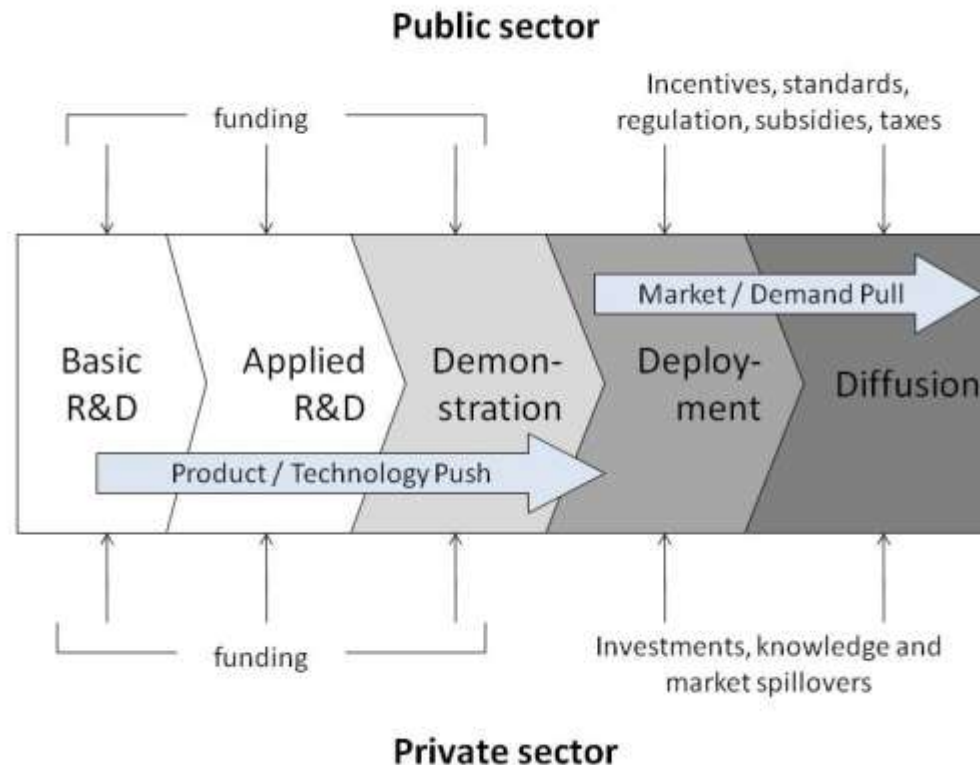 Public sector
funding
Incentives, standards,
regulation, subsidies, taxes
Market / Demand Pull
Basic
R&D
Applied
R&D
Demon-
stration
Deploy-
ment
Diffusion
Product / Technology Push
funding
Investments, knowledge and
market spillovers
Private sector